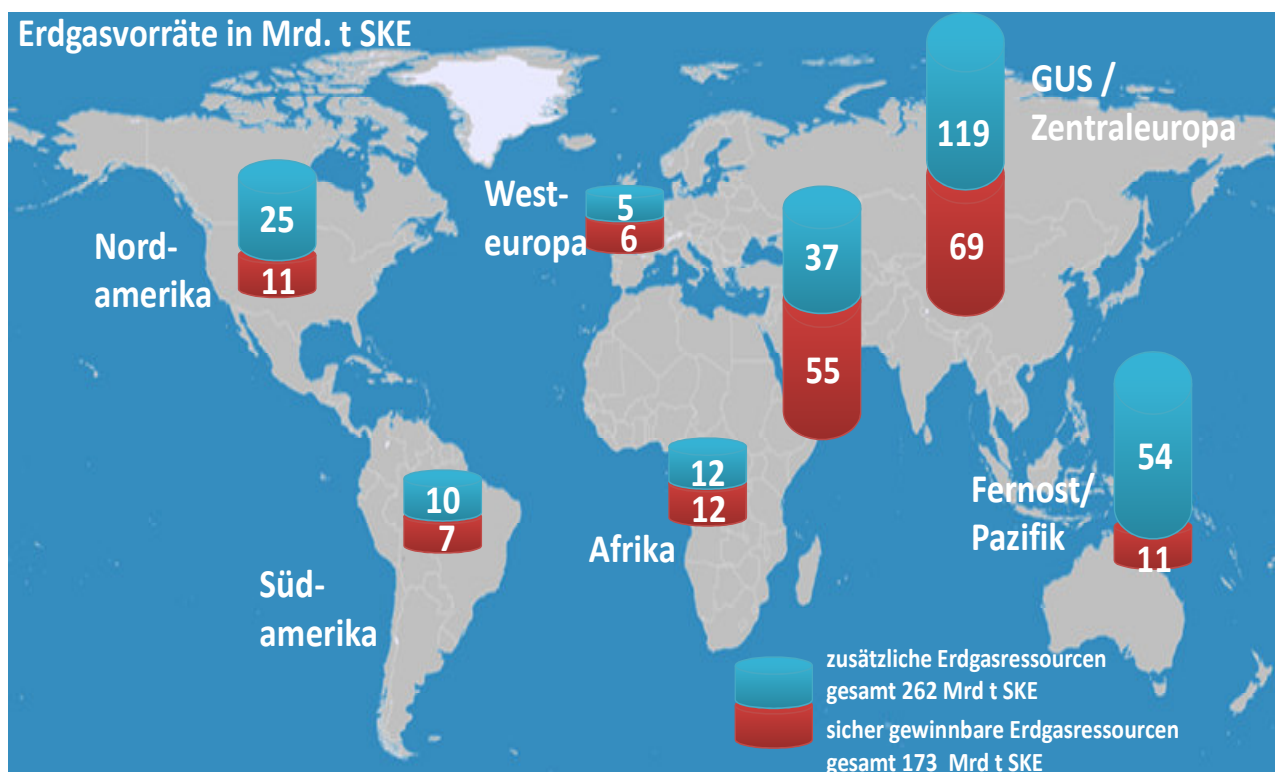 Erdgasvorräte in Mrd. t SKE
GUS /
Zentraleuropa
119
69
West-
europa
5
6
37
55
25
11
Nord-
amerika
54
11
Fernost/
Pazifik
12
12
Afrika
10
7
Süd-
amerika
zusätzliche Erdgasressourcen
gesamt 262 Mrd t SKE
sicher gewinnbare Erdgasressourcen
gesamt 173 Mrd t SKE